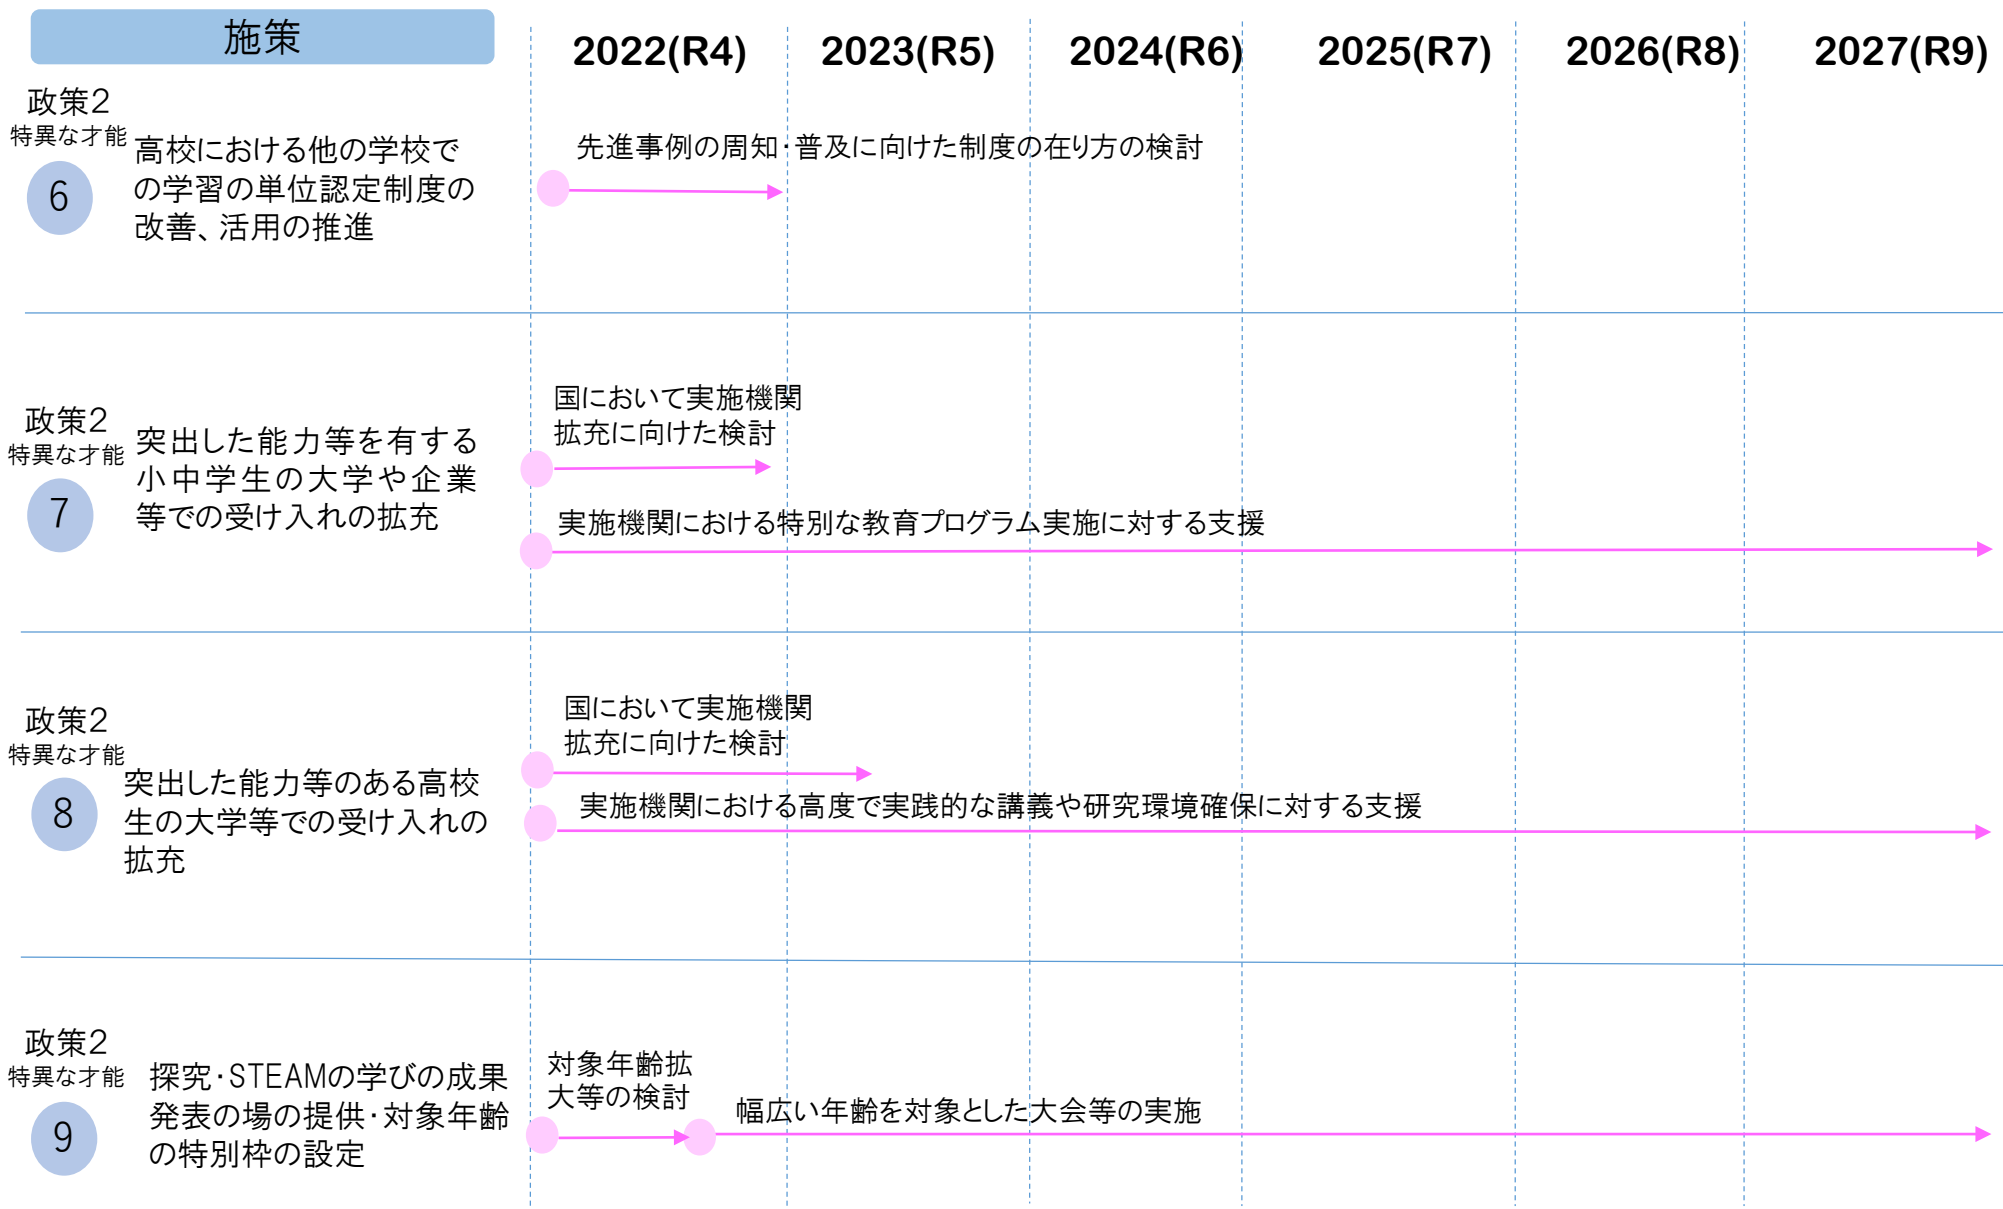 施策
2022(R4)
2023(R5)
2024(R6)
2025(R7)
2026(R8)
2027(R9)
政策2
特異な才能
6
高校における他の学校で
の学習の単位認定制度の
改善、活用の推進
先進事例の周知・普及に向けた制度の在り方の検討
政策2
特異な才能
7
突出した能力等を有する
小中学生の大学や企業
等での受け入れの拡充
国において実施機関
拡充に向けた検討
実施機関における特別な教育プログラム実施に対する支援
政策2
特異な才能
8
突出した能力等のある高校
生の大学等での受け入れの
拡充
国において実施機関
拡充に向けた検討
実施機関における高度で実践的な講義や研究環境確保に対する支援
政策2
特異な才能
9
探究・STEAMの学びの成果
発表の場の提供・対象年齢
の特別枠の設定
対象年齢拡
大等の検討
幅広い年齢を対象とした大会等の実施